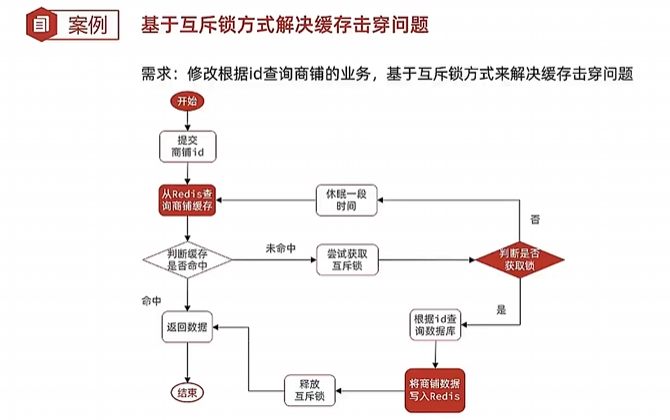 案例
基于互斥锁方式解决缓存击穿问题
需求：修改根据id查询商铺的业务，基于互斥锁方式来解决缓存击穿问题
开始
提交
商铺id
从Redis查
询商铺缓存
休眠一段
时间
否
判断缓存
是否命中
未命中
尝试获取
互斥锁
判断是否
获取锁
命中
是
返回数据
根据id查
询数据库
结束
释放
互斥锁
将商铺数据
写入Redis